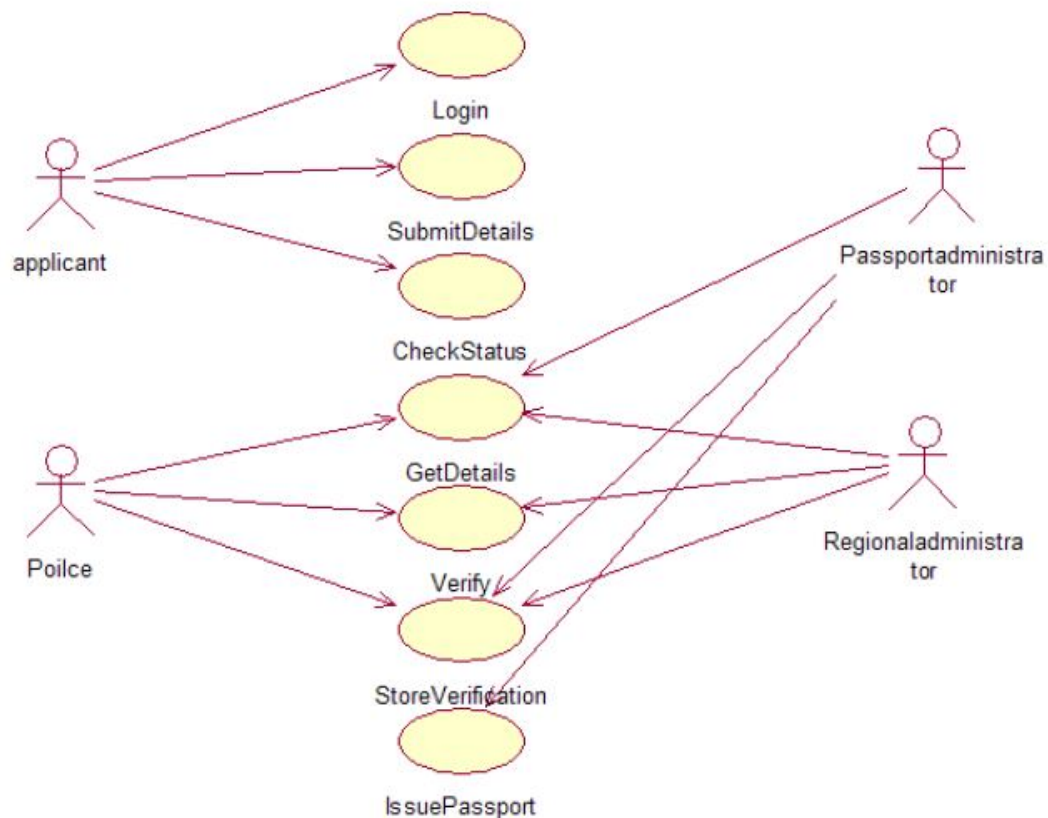 Login
SubmitDetails
applicant
Passportadministra
tor
CheckStatus
GetDetails
Poilce
Regionaladministra
tor
Verify
StoreVerification
IssuePassport